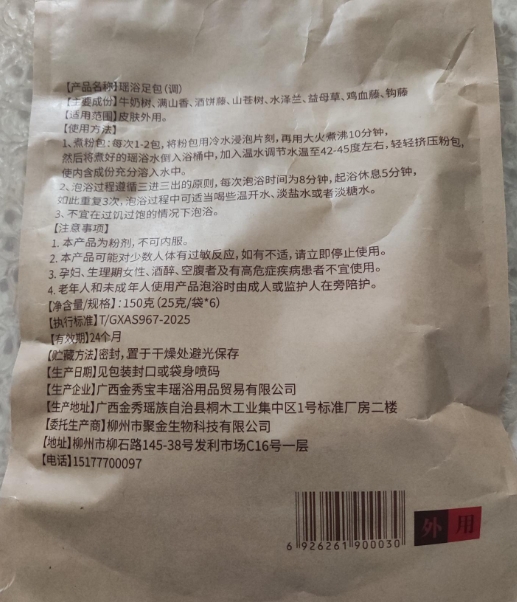 【产品名称】瑶浴足包(调)
【主要成份】牛奶树、满山香、酒饼藤、山苍树、水泽兰、益母草、鸡血藤、钩藤
【适用范围】皮肤外用。
【使用方法】
1、煮粉包:每次1-2包,将粉包用冷水浸泡片刻,再用大火煮沸10分钟,
然后将煮好的瑶浴水倒入浴桶中,加入温水调节水温至42-45度左右,轻轻挤压粉包,
使内含成份充分溶入水中。
2、泡浴过程遵循三进三出的原则,每次泡浴时间为8分钟,起浴休息5分钟,
如此重复3次,泡浴过程中可适当喝些温开水、淡盐水或者淡糖水。
3、不宜在过饥过饱的情况下泡浴。
【注意事项】
1. 本产品为粉剂,不可内服。
2. 本产品可能对少数人体有过敏反应,如有不适,请立即停止使用。
3. 孕妇、生理期女性、酒醉、空腹者及有高危症疾病患者不宜使用。
4. 老年人和未成年人使用产品泡浴时由成人或监护人在旁陪护。
【净含量/规格】:150克(25克/袋*6)
【执行标准】T/GXAS967-2025
【有效期】24个月
【贮藏方法】密封,置于干燥处避光保存
【生产日期】见包装封口或袋身喷码
【生产企业】广西金秀宝丰瑶浴用品贸易有限公司
【生产地址】广西金秀瑶族自治县桐木工业集中区1号标准厂房二楼
【委托生产商】柳州市聚金生物科技有限公司
【地址】柳州市柳石路145-38号发利市场C16号一层
【电话】15177700097
外用
6 926261 900030